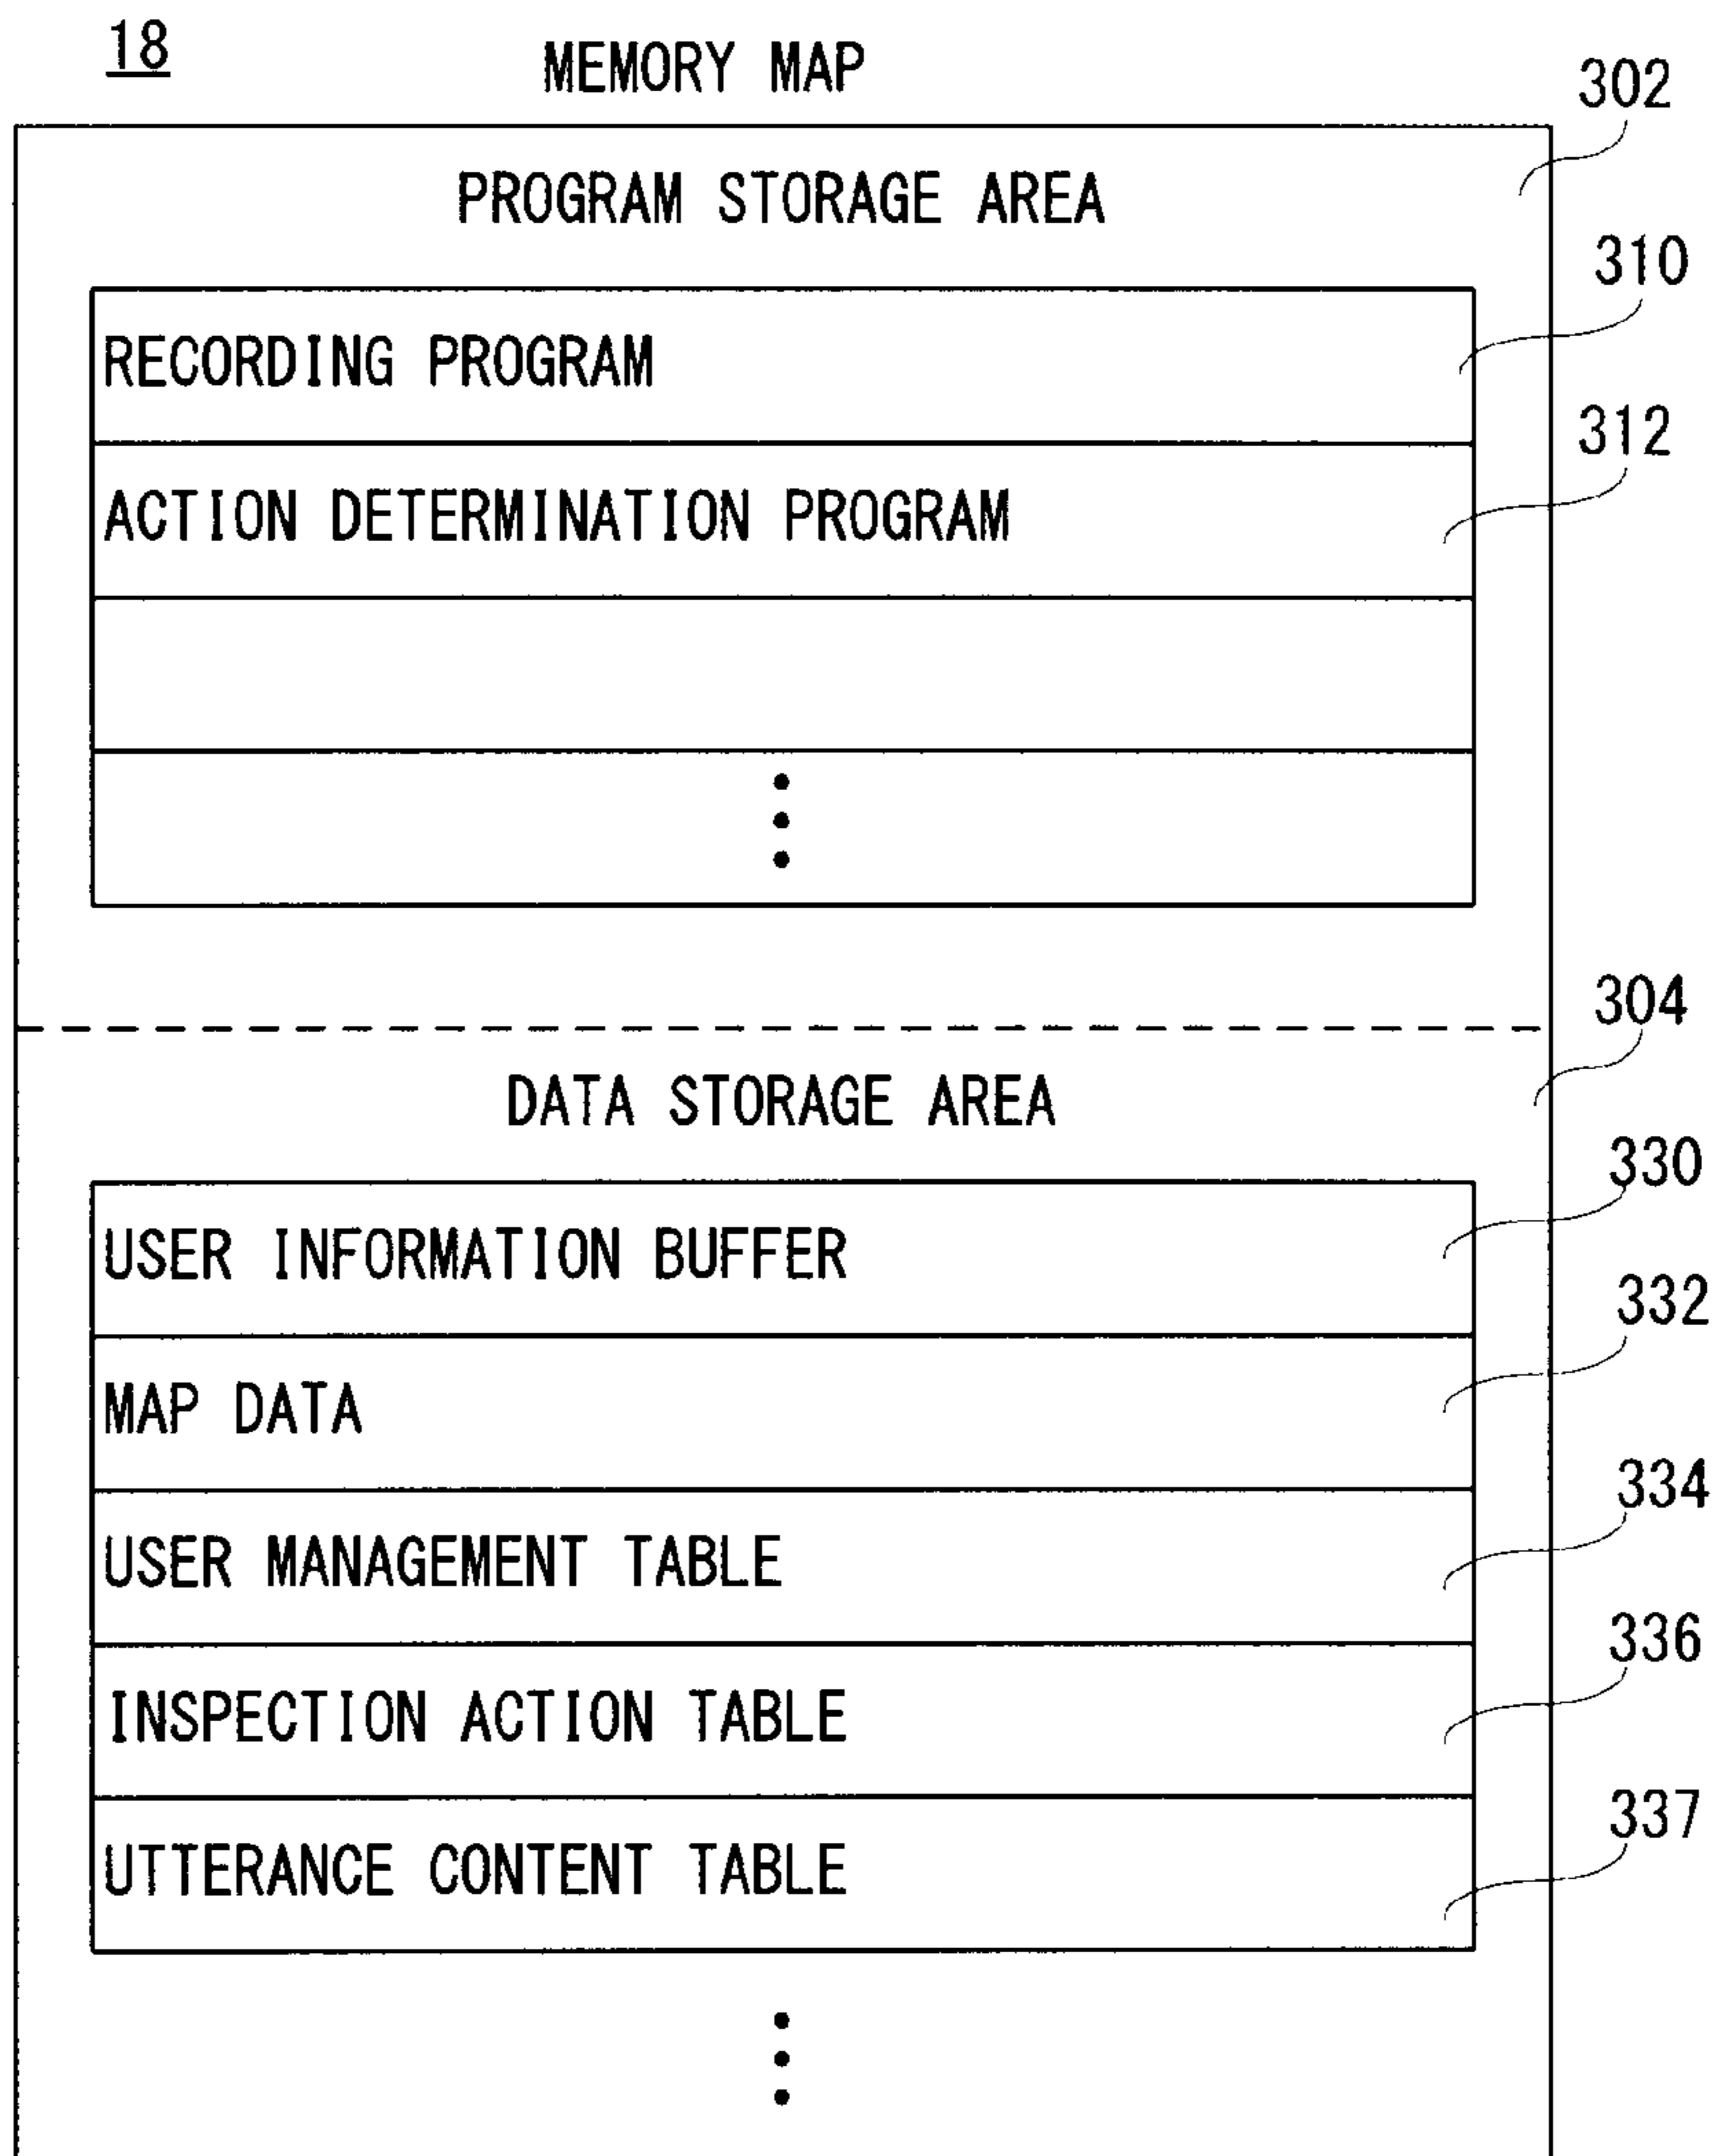 18
MEMORY MAP
302
PROGRAM STORAGE AREA
310
RECORDING PROGRAM
312
ACTION DETERMINATION PROGRAM
304
DATA STORAGE AREA
330
USER INFORMATION BUFFER
332
MAP DATA
334
USER MANAGEMENT TABLE
336
INSPECTION ACTION TABLE
337
UTTERANCE CONTENT TABLE